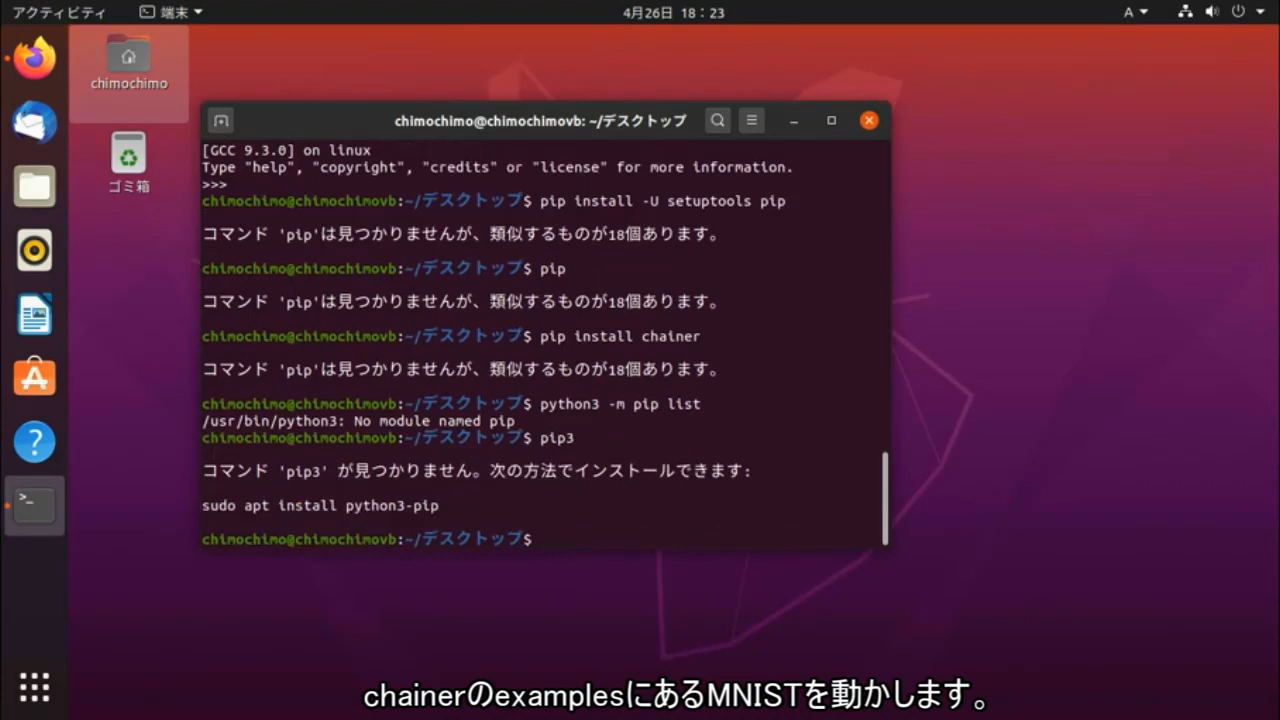 アクティビティ
端末
4月26日 18：23
A
chimochimo
ゴミ箱
chimochimo@chimochimovb: ~/デスクトップ
[GCC 9.3.0] on linux
Type "help", "copyright", "credits" or "license" for more information.
>>>
chimochimo@chimochimovb:~/デスクトップ$ pip install -U setuptools pip
コマンド 'pip'は見つかりませんが、類似するものが18個あります。
chimochimo@chimochimovb:~/デスクトップ$ pip
コマンド 'pip'は見つかりませんが、類似するものが18個あります。
chimochimo@chimochimovb:~/デスクトップ$ pip install chainer
コマンド 'pip'は見つかりませんが、類似するものが18個あります。
chimochimo@chimochimovb:~/デスクトップ$ python3 -m pip list
/usr/bin/python3: No module named pip
chimochimo@chimochimovb:~/デスクトップ$ pip3
コマンド 'pip3' が見つかりません。次の方法でインストールできます:
sudo apt install python3-pip
chimochimo@chimochimovb:~/デスクトップ$
chainerのexamplesにあるMNISTを動かします。